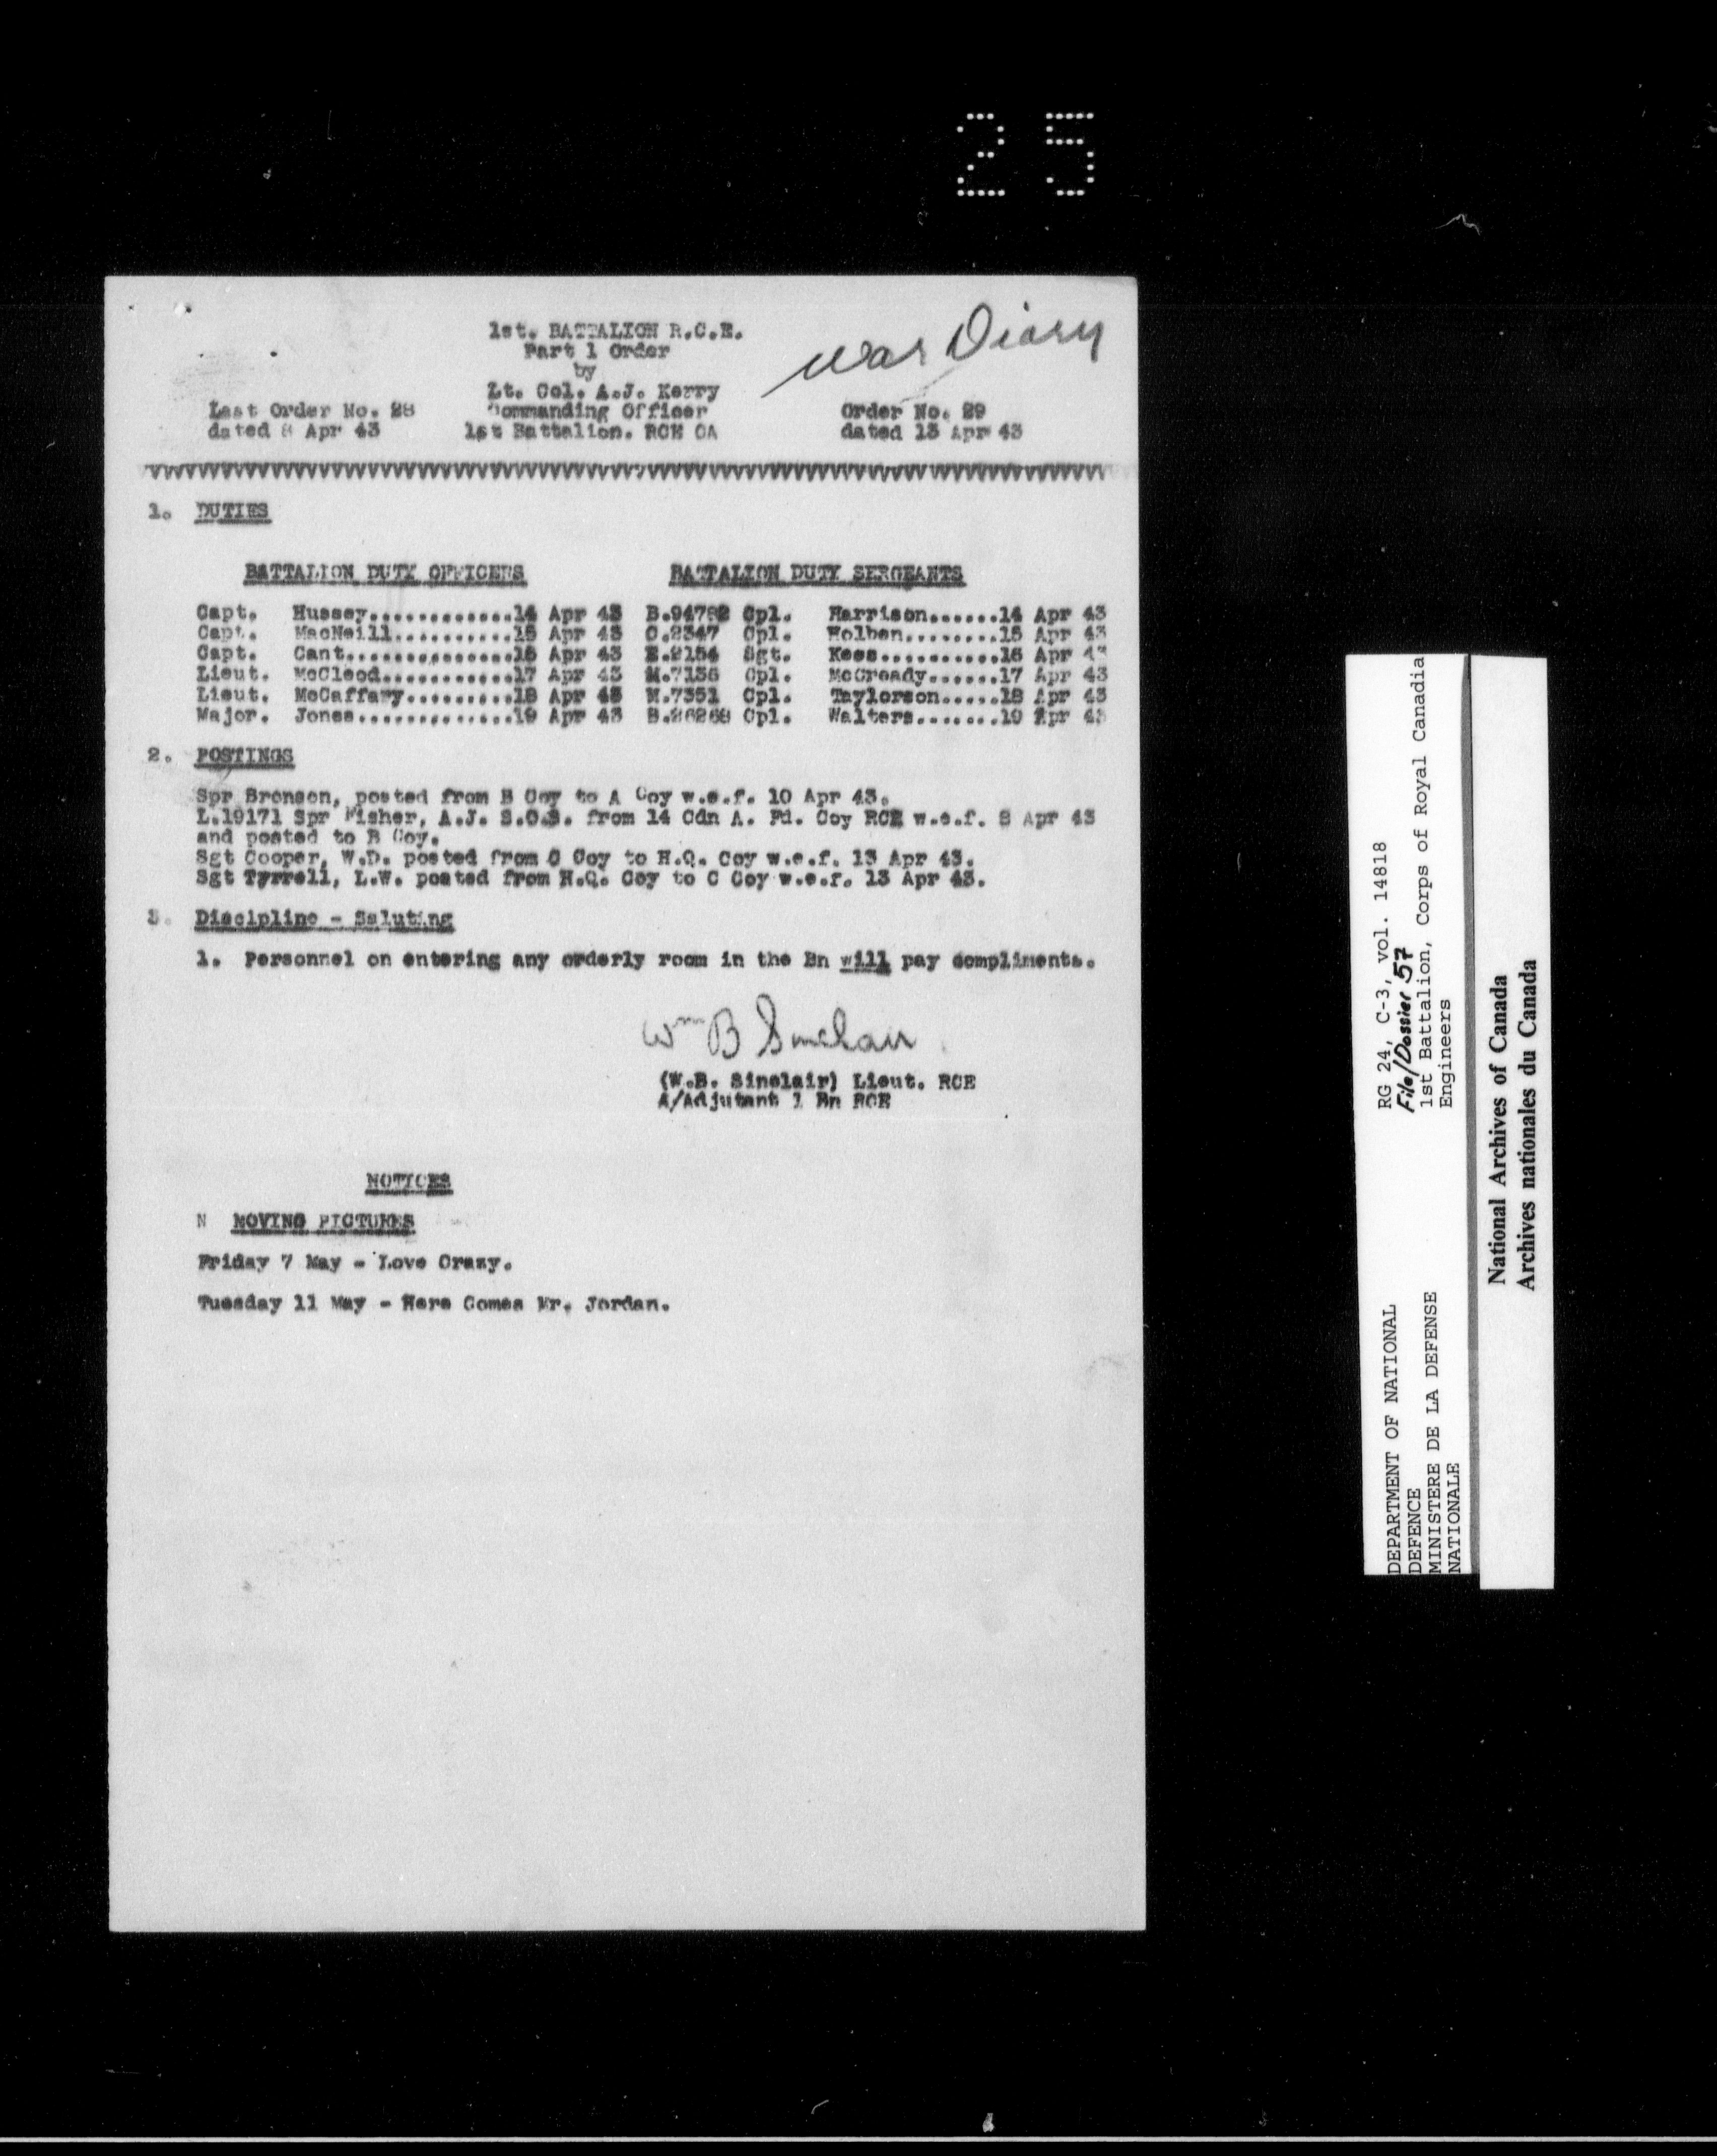 25
War Diary
1st. BATTALION R.C.E.
Part 1 Order
by
Lt. Col. A.J. Kerry
Last Order No. 28 Commanding Officer Order No. 29
dated 8 Apr 43 1st Battalion. RCE CA dated 13 Apr 43
1. DUTIES
BATTALION DUTY OFFICERS BATTALION DUTY SERGEANTS
Capt. Hussey............14 Apr 43 B.94782 Cpl. Harrison......14 Apr 43
Capt. MacNeill..........15 Apr 43 C.2347 Cpl. Holben........15 Apr 43
Capt. Cant..............16 Apr 43 E.2154 Sgt. Kees..........16 Apr 43
Lieut. McCleod...........17 Apr 43 M.7136 Cpl. McCready......17 Apr 43
Lieut. McCaffary.........18 Apr 43 M.7351 Cpl. Taylorson.....18 Apr 43
Major. Jones.............19 Apr 43 B.26268 Cpl. Walters.......19 Apr 43
2. POSTINGS
Spr Bronson, posted from B Coy to A Coy w.e.f. 10 Apr 43.
L.19171 Spr Fisher, A.J. S.O.S. from 14 Cdn A. Fd. Coy RCE w.e.f. 8 Apr 43
and posted to B Coy.
Sgt Cooper, W.D. posted from C Coy to H.Q. Coy w.e.f. 13 Apr 43.
Sgt Tyrrell, L.W. posted from H.Q. Coy to C Coy w.e.f. 13 Apr 43.
3. Discipline - Saluting
1. Personnel on entering any orderly room in the Bn will pay compliments.
Wm B Sinclair
(W.B. Sinclair) Lieut. RCE
A/Adjutant 1 Bn RCE
NOTICES
N MOVING PICTURES
Friday 7 May - Love Crazy.
Tuesday 11 May - Here Comes Mr. Jordan.
DEPARTMENT OF NATIONAL
DEFENCE
MINISTERE DE LA DEFENSE
NATIONALE
RG 24, C-3, vol. 14818
File/Dossier 57
1st Battalion, Corps of Royal Canadia
Engineers
National Archives of Canada
Archives nationales du Canada